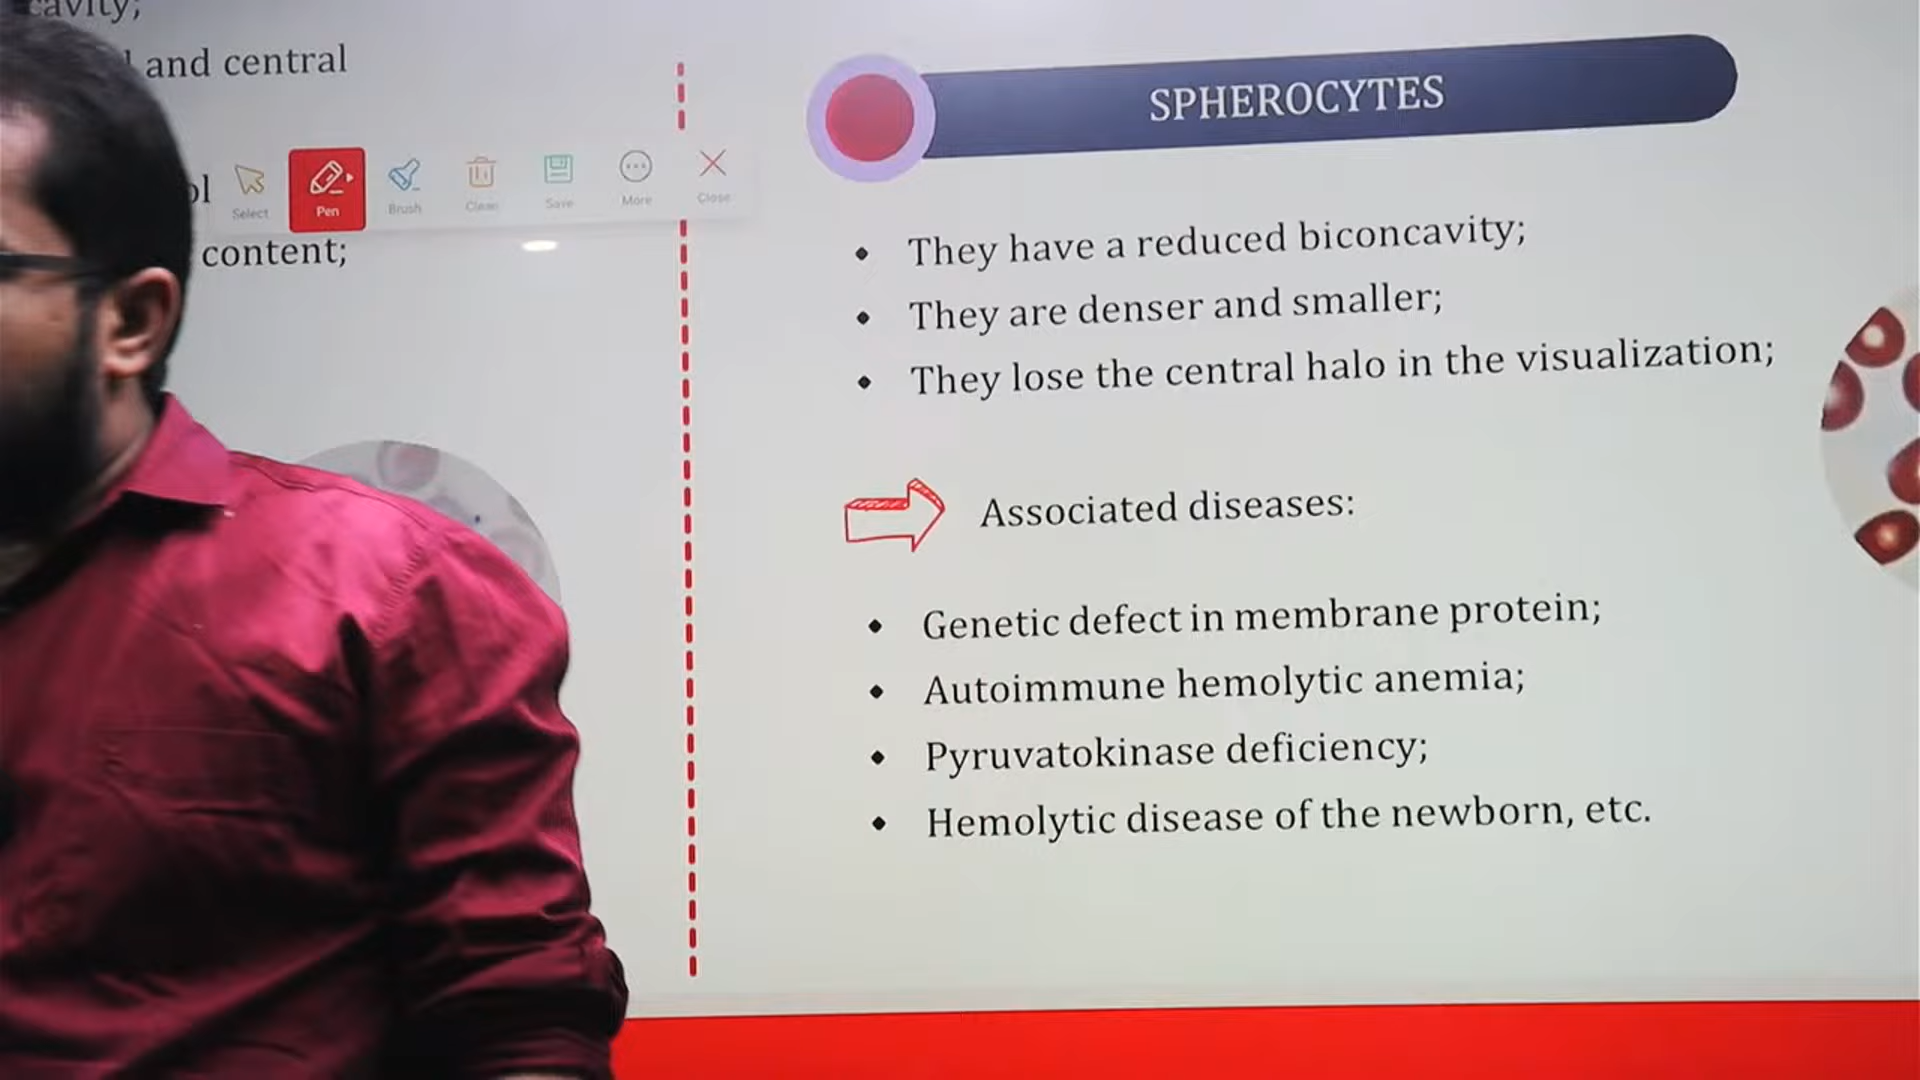 and central
content;
Select
Pen
Brush
Clean
Save
More
Close
SPHEROCYTES
• They have a reduced biconcavity;
• They are denser and smaller;
• They lose the central halo in the visualization;
Associated diseases:
• Genetic defect in membrane protein;
• Autoimmune hemolytic anemia;
• Pyruvatokinase deficiency;
• Hemolytic disease of the newborn, etc.